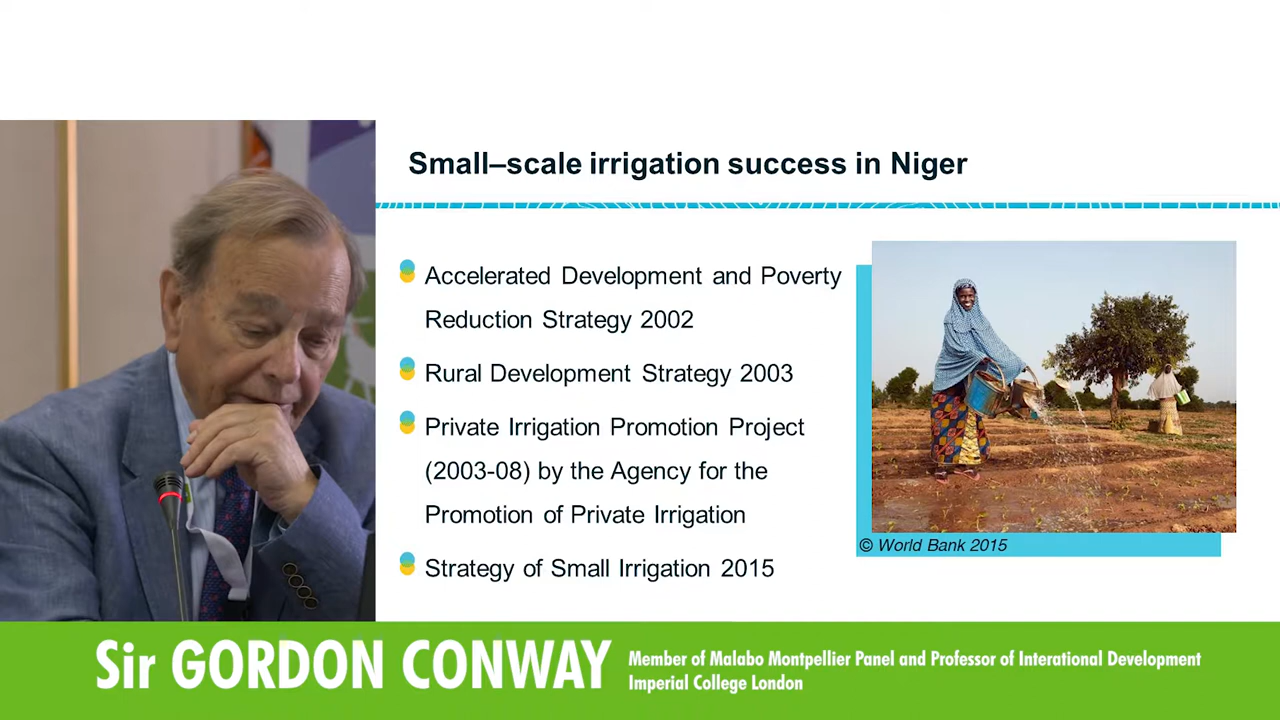 Small–scale irrigation success in Niger
Accelerated Development and Poverty
Reduction Strategy 2002
Rural Development Strategy 2003
Private Irrigation Promotion Project
(2003-08) by the Agency for the
Promotion of Private Irrigation
Strategy of Small Irrigation 2015
© World Bank 2015
Sir GORDON CONWAY
Member of Malabo Montpellier Panel and Professor of Interational Development
Imperial College London